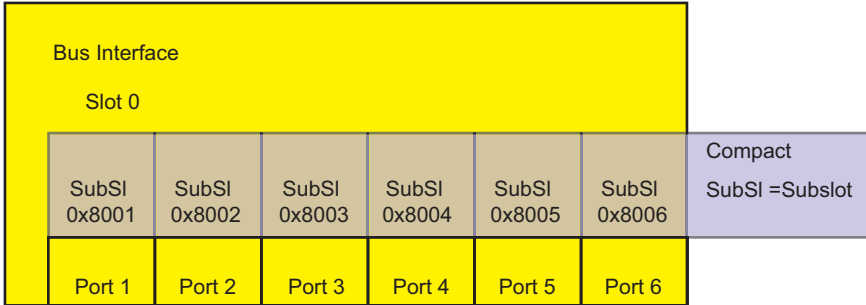 Bus Interface
Slot 0
Compact
SubSl =Subslot
SubSl SubSl SubSl SubSl SubSl SubSl
0x8001 0x8002 0x8003 0x8004 0x8005 0x8006
Port 1 Port 2 Port 3 Port 4 Port 5 Port 6